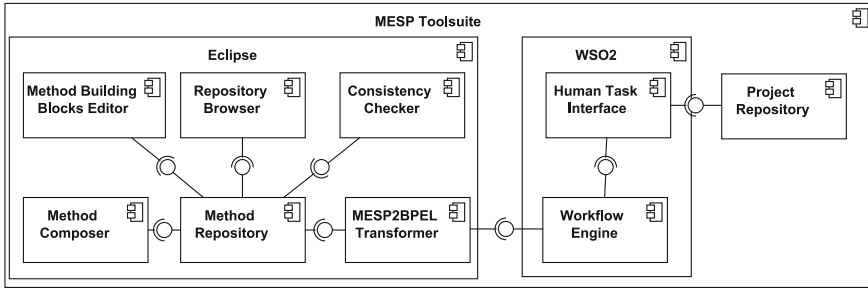 MESP Toolsuite
Eclipse
WSO2
Method Building
Blocks Editor
Repository
Browser
Consistency
Checker
Human Task
Interface
Project
Repository
Method
Composer
Method
Repository
MESP2BPEL
Transformer
Workflow
Engine